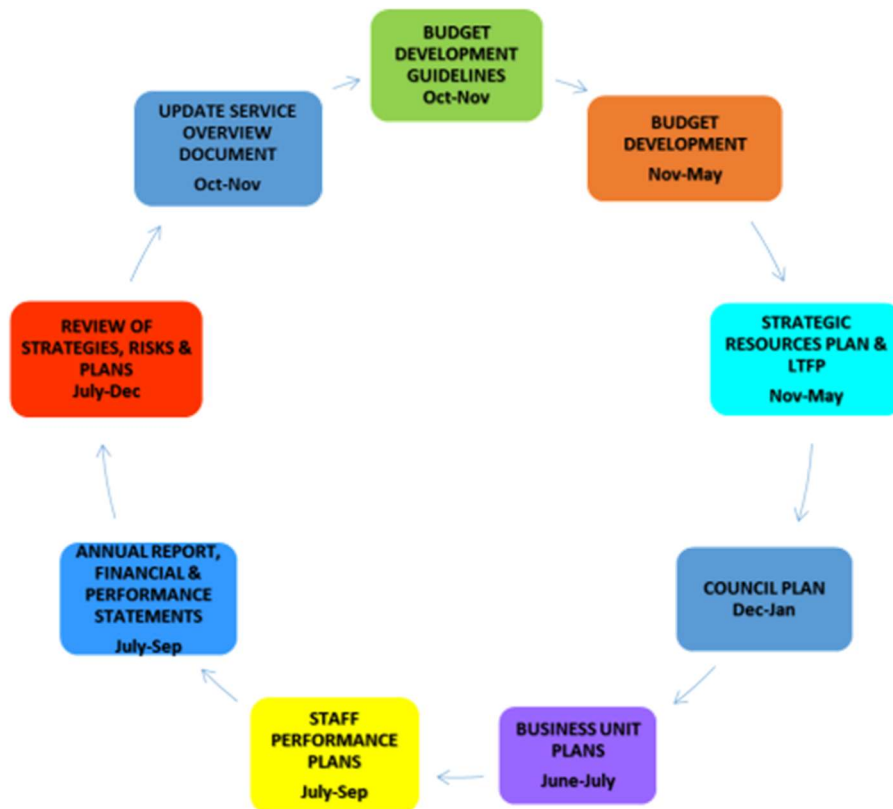 BUDGET
DEVELOPMENT
GUIDELINES
Oct-Nov
BUDGET
DEVELOPMENT
Nov-May
STRATEGIC
RESOURCES PLAN &
LTFP
Nov-May
COUNCIL PLAN
Dec-Jan
BUSINESS UNIT
PLANS
June-July
STAFF
PERFORMANCE
PLANS
July-Sep
ANNUAL REPORT,
FINANCIAL &
PERFORMANCE
STATEMENTS
July-Sep
REVIEW OF
STRATEGIES, RISKS &
PLANS
July-Dec
UPDATE SERVICE
OVERVIEW
DOCUMENT
Oct-Nov